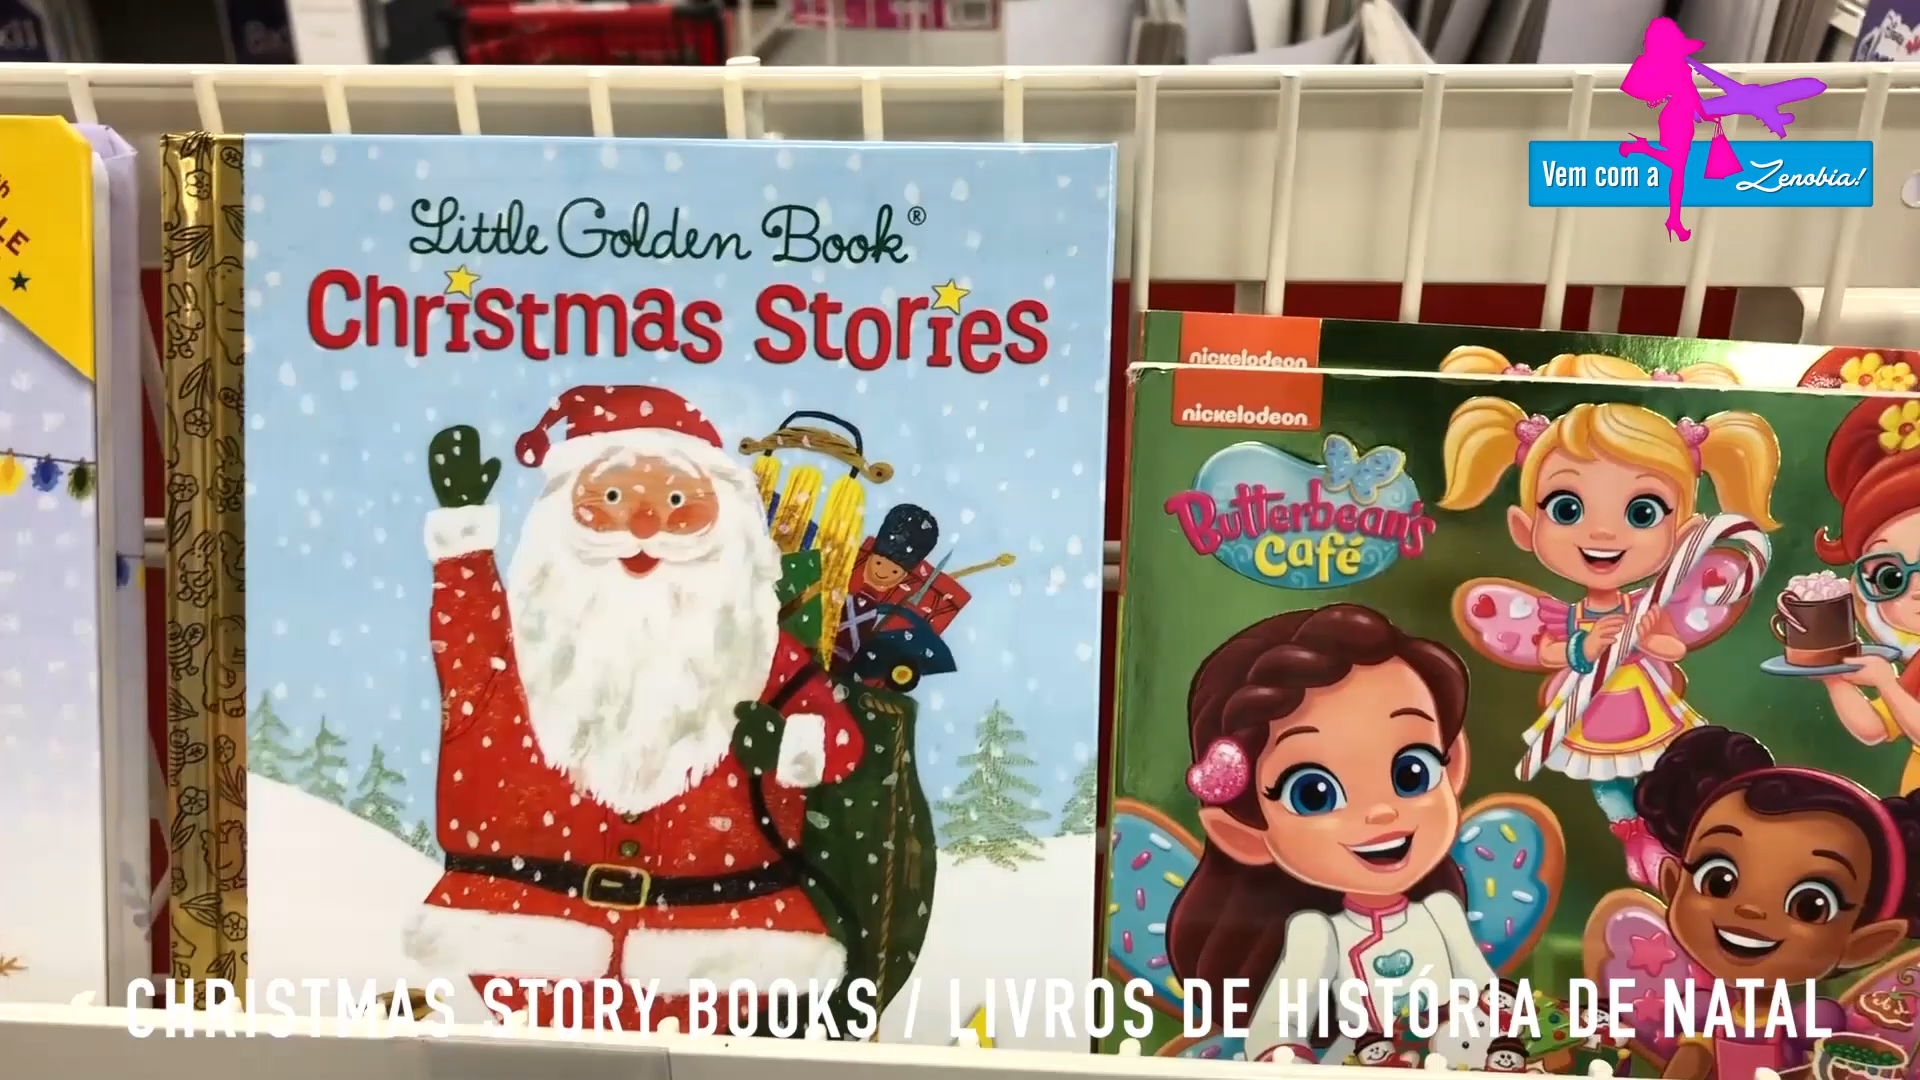 Little Golden Book®
Christmas Stories
nickelodeon
nickelodeon
Butterbean's
Café
Vem com a Zenobia!
CHRISTMAS STORY BOOKS / LIVROS DE HISTÓRIA DE NATAL